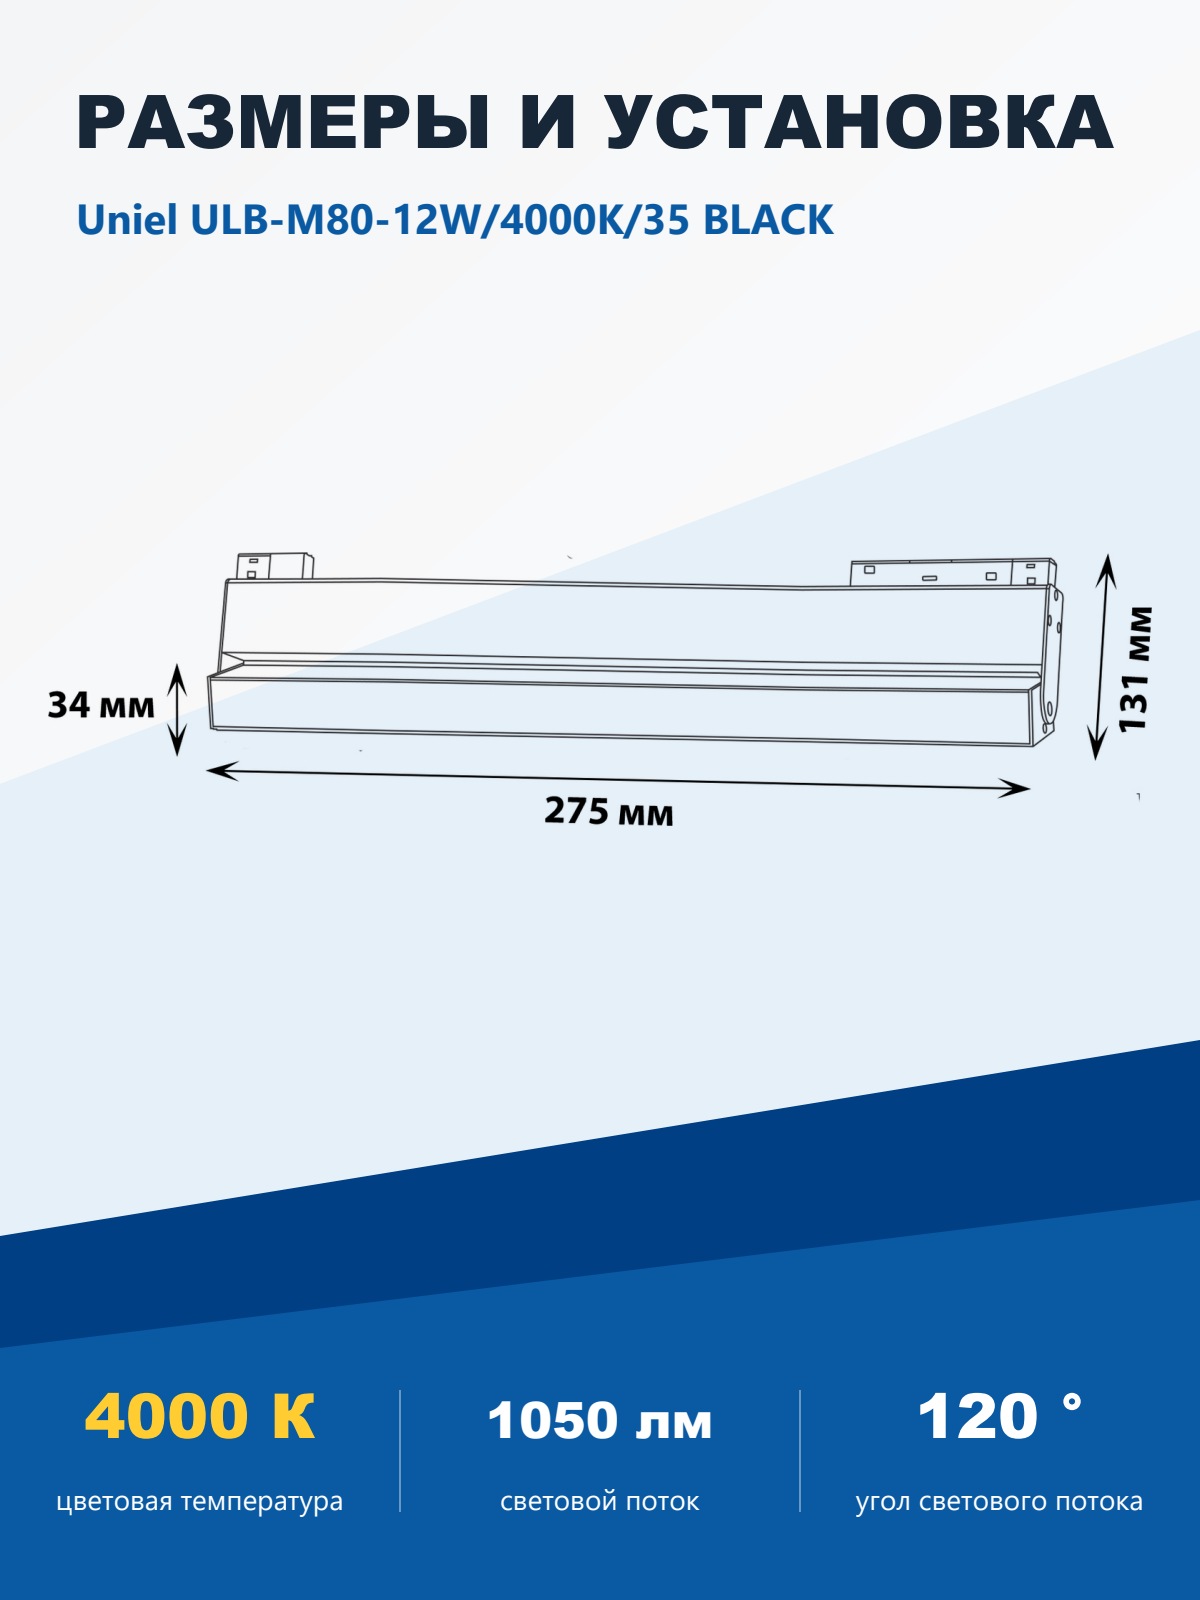 РАЗМЕРЫ И УСТАНОВКА
Uniel ULB-M80-12W/4000K/35 BLACK
34 мм
131 мм
275 мм
4000 К
цветовая температура
1050 лм
световой поток
120 °
угол светового потока